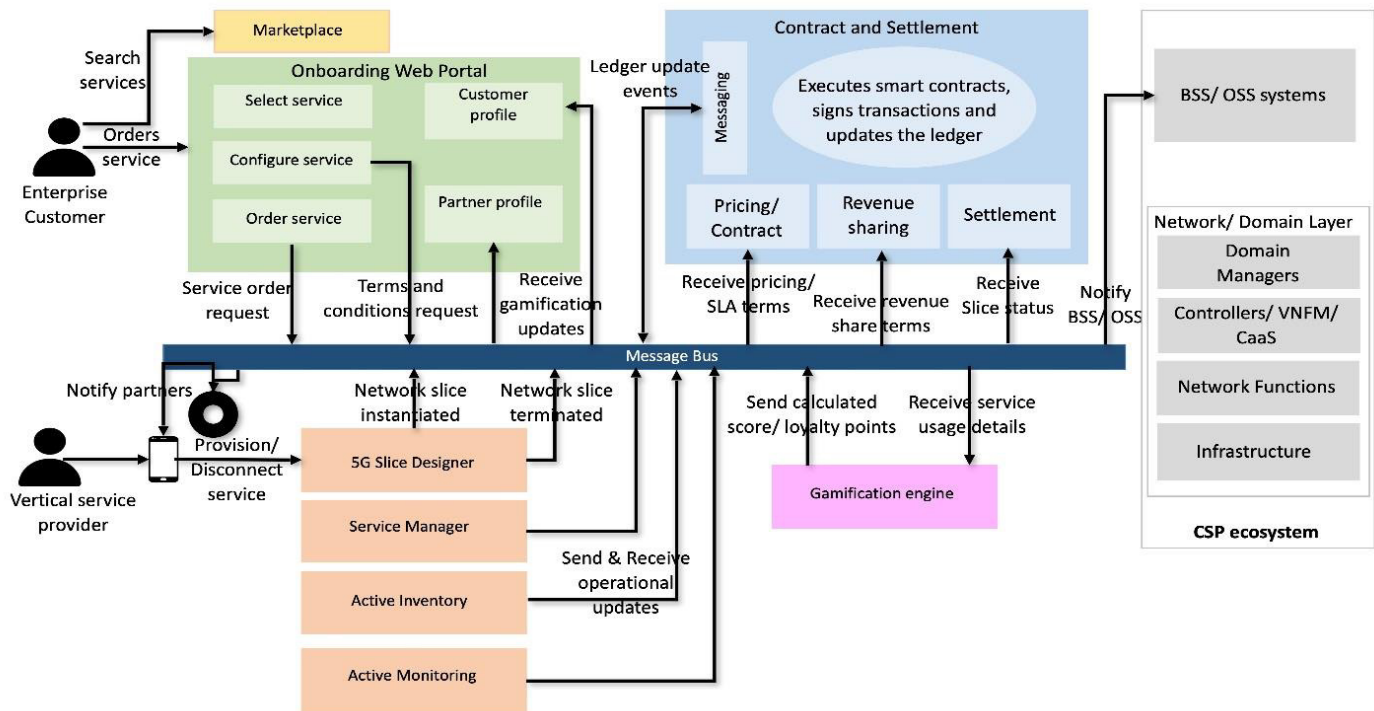 Marketplace
Search
services
Orders
service
Enterprise
Customer
Onboarding Web Portal
Select service
Configure service
Order service
Customer
profile
Partner profile
Contract and Settlement
Ledger update
events
Messaging
Executes smart contracts,
signs transactions and
updates the ledger
Pricing/
Contract
Revenue
sharing
Settlement
BSS/ OSS systems
Network/ Domain Layer
Domain
Managers
Controllers/ VNFM/
CaaS
Network Functions
Infrastructure
CSP ecosystem
Service order
request
Terms and
conditions request
Receive
gamification
updates
Receive pricing/
SLA terms
Receive revenue
share terms
Receive
Slice status
Notify
BSS/ OSS
Message Bus
Notify partners
Network slice
instantiated
Network slice
terminated
Send calculated
score/ loyalty points
Receive service
usage details
Vertical service
provider
Provision/
Disconnect
service
5G Slice Designer
Service Manager
Active Inventory
Active Monitoring
Send & Receive
operational
updates
Gamification engine